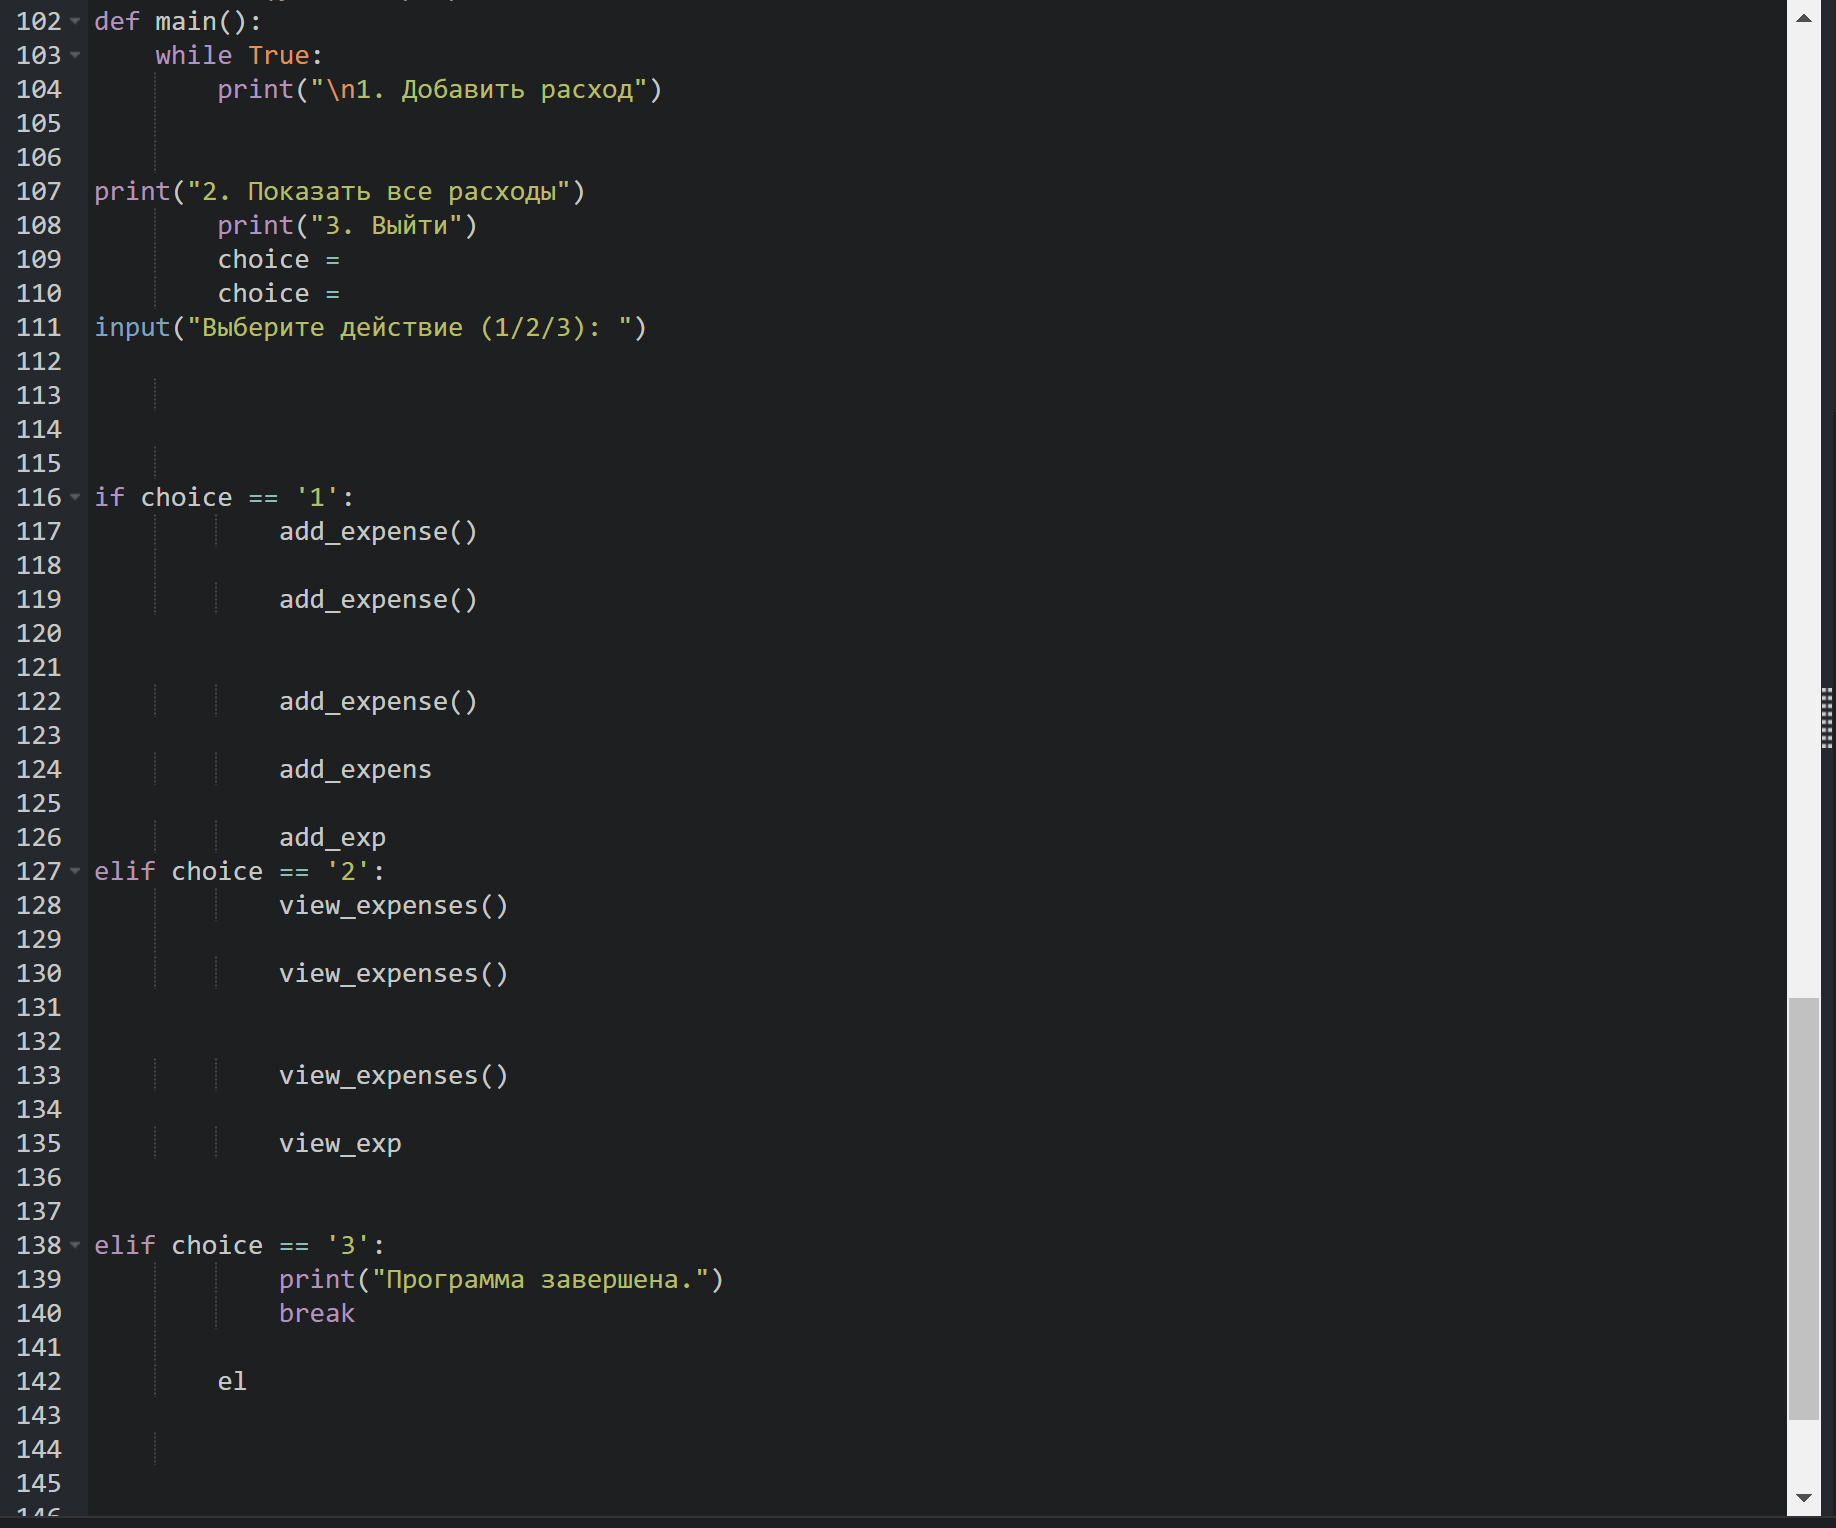 102 def main():
103 while True:
104 print("\n1. Добавить расход")
105
106
107 print("2. Показать все расходы")
108 print("3. Выйти")
109 choice =
110 choice =
111 input("Выберите действие (1/2/3): ")
112
113
114
115
116 if choice == '1':
117 add_expense()
118
119 add_expense()
120
121
122 add_expense()
123
124 add_expens
125
126 add_exp
127 elif choice == '2':
128 view_expenses()
129
130 view_expenses()
131
132
133 view_expenses()
134
135 view_exp
136
137
138 elif choice == '3':
139 print("Программа завершена.")
140 break
141
142 el
143
144
145
146